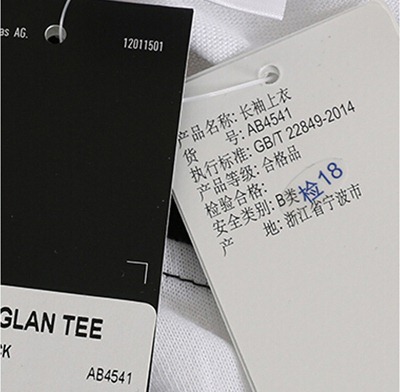 as AG.
12011501
GLAN TEE
CK
AB4541
产品名称: 长袖上衣
货 号: AB4541
执行标准: GB/T 22849-2014
产品等级: 合格品
检验合格: 检18
安全类别: B类
产 地: 浙江省宁波市